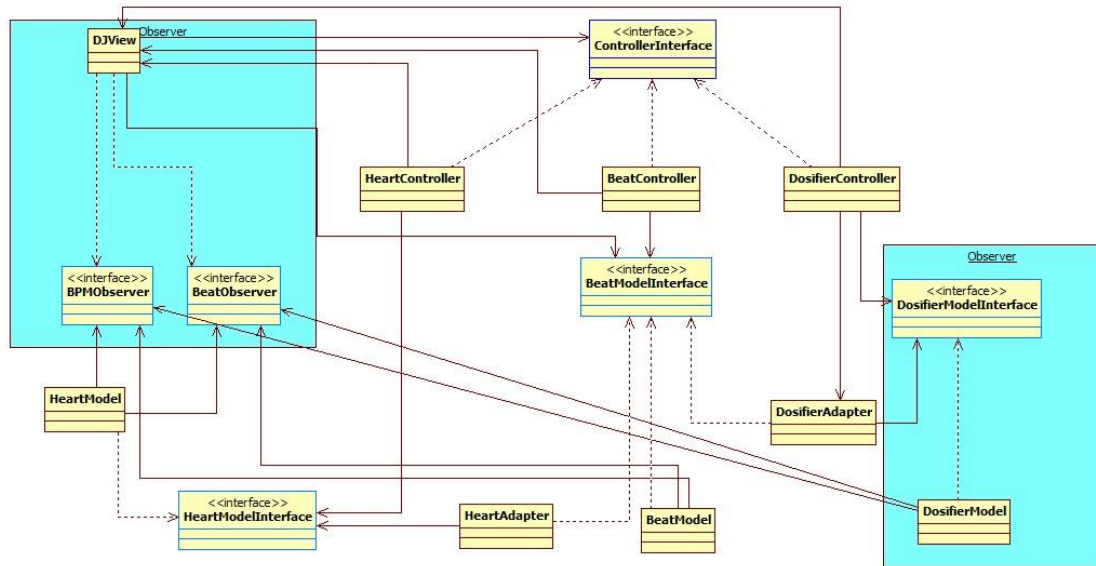 Observer
DJView
<<interface>>
ControllerInterface
HeartController
BeatController
DosifierController
Observer
<<interface>>
BPMObserver
<<interface>>
BeatObserver
<<interface>>
BeatModelInterface
<<interface>>
DosifierModelInterface
HeartModel
DosifierAdapter
<<interface>>
HeartModelInterface
HeartAdapter
BeatModel
DosifierModel